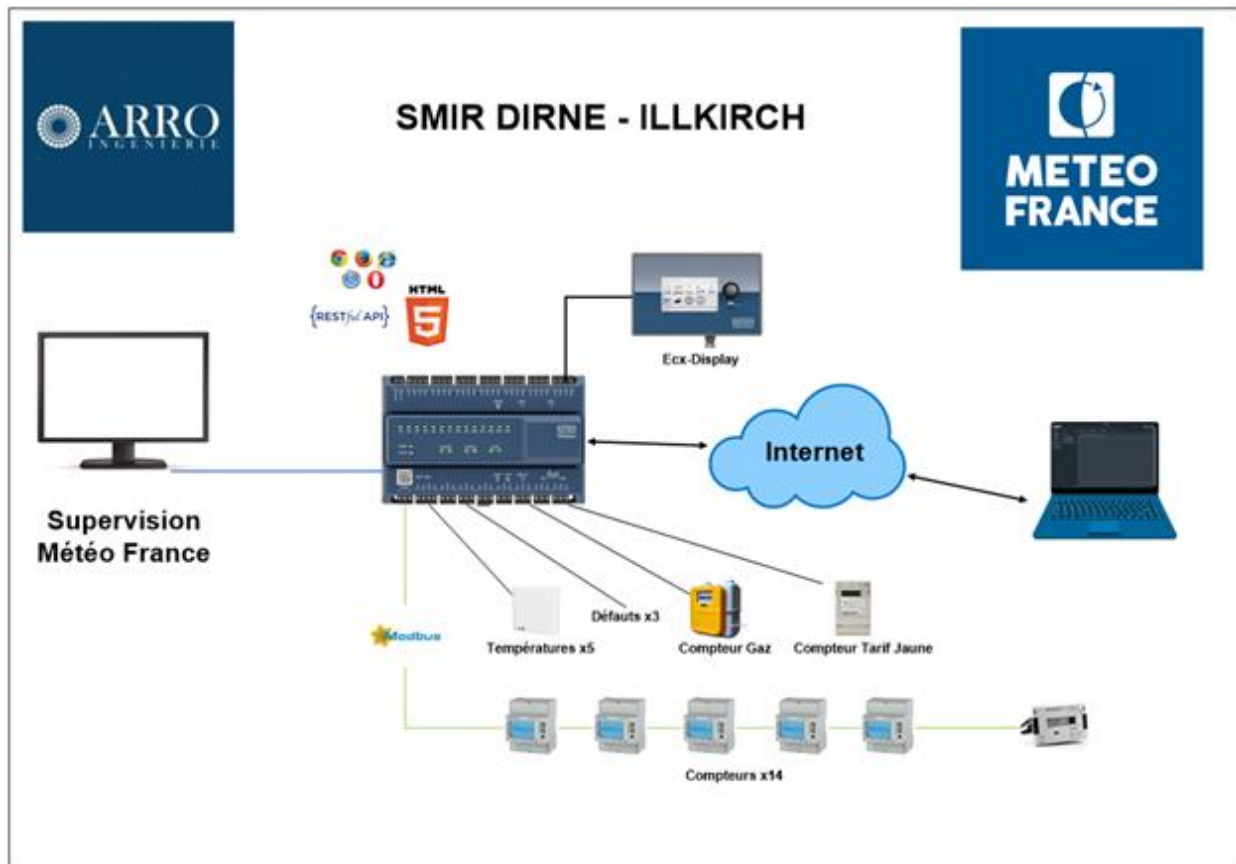 ARRO
INGENIERIE
SMIR DIRNE - ILLKIRCH
METEO
FRANCE
HTML
{RESTful API}
Ecx-Display
Internet
Supervision
Météo France
Modbus
Températures x5
Défauts x3
Compteur Gaz
Compteur Tarif Jaune
Compteurs x14